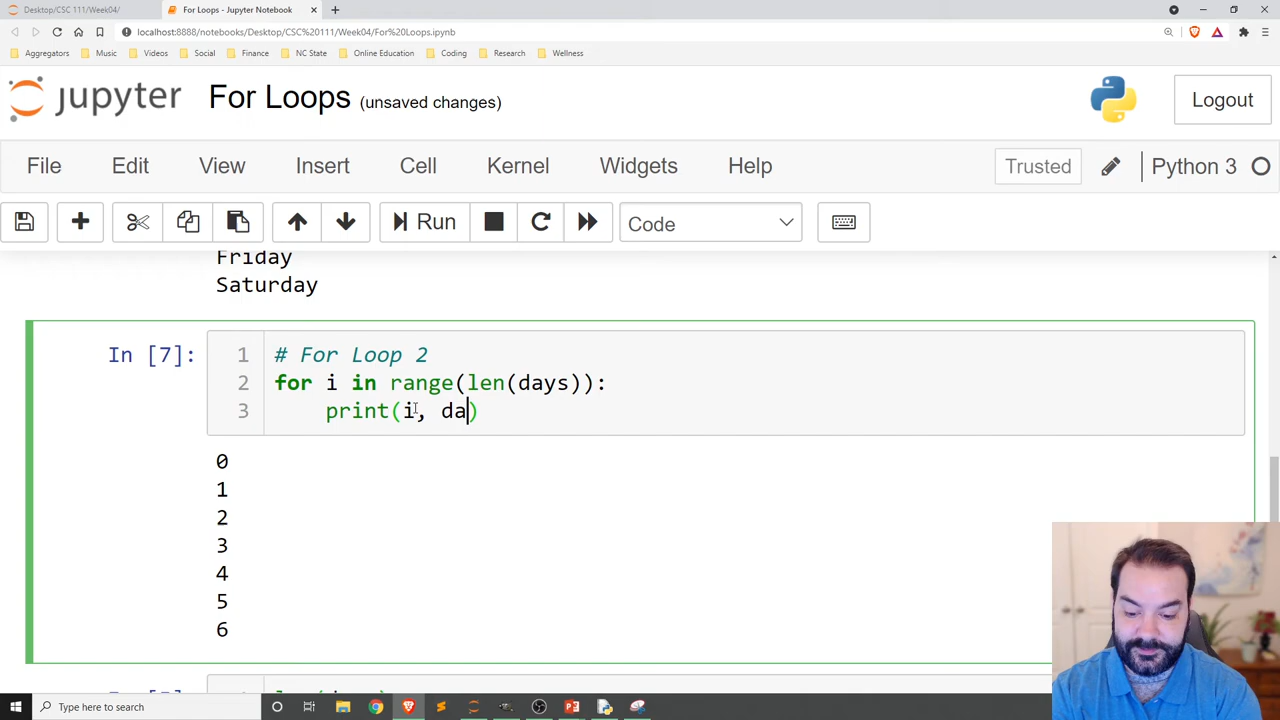 Desktop/CSC 111/Week04/
For Loops - Jupyter Notebook
localhost:8888/notebooks/Desktop/CSC%20111/Week04/For%20Loops.ipynb
Aggregators Music Videos Social Finance NC State Online Education Coding Research Wellness
jupyter For Loops (unsaved changes) Logout
File Edit View Insert Cell Kernel Widgets Help Trusted Python 3
Run Code
Friday
Saturday
In [7]: 1 # For Loop 2
2 for i in range(len(days)):
3 print(i, da)
0
1
2
3
4
5
6
Type here to search